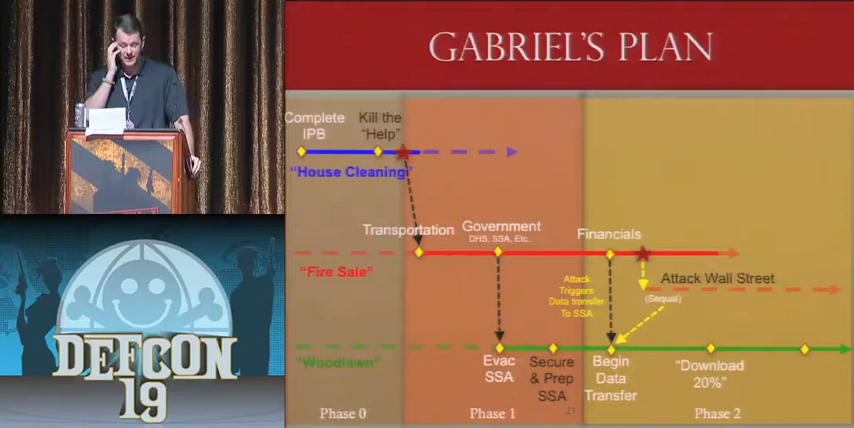 GABRIEL'S PLAN
Complete
IPB
Kill the
"Help"
"House Cleaning"
Transportation
Government
DHS, SSA, Etc..
Financials
"Fire Sale"
Attack
Triggers
Data transfer
To SSA
Attack Wall Street
(Sequal)
"Woodlawn"
Evac
SSA
Secure
& Prep
SSA
Begin
Data
Transfer
"Download
20%"
21
Phase 0
Phase 1
Phase 2
DEFCON
19